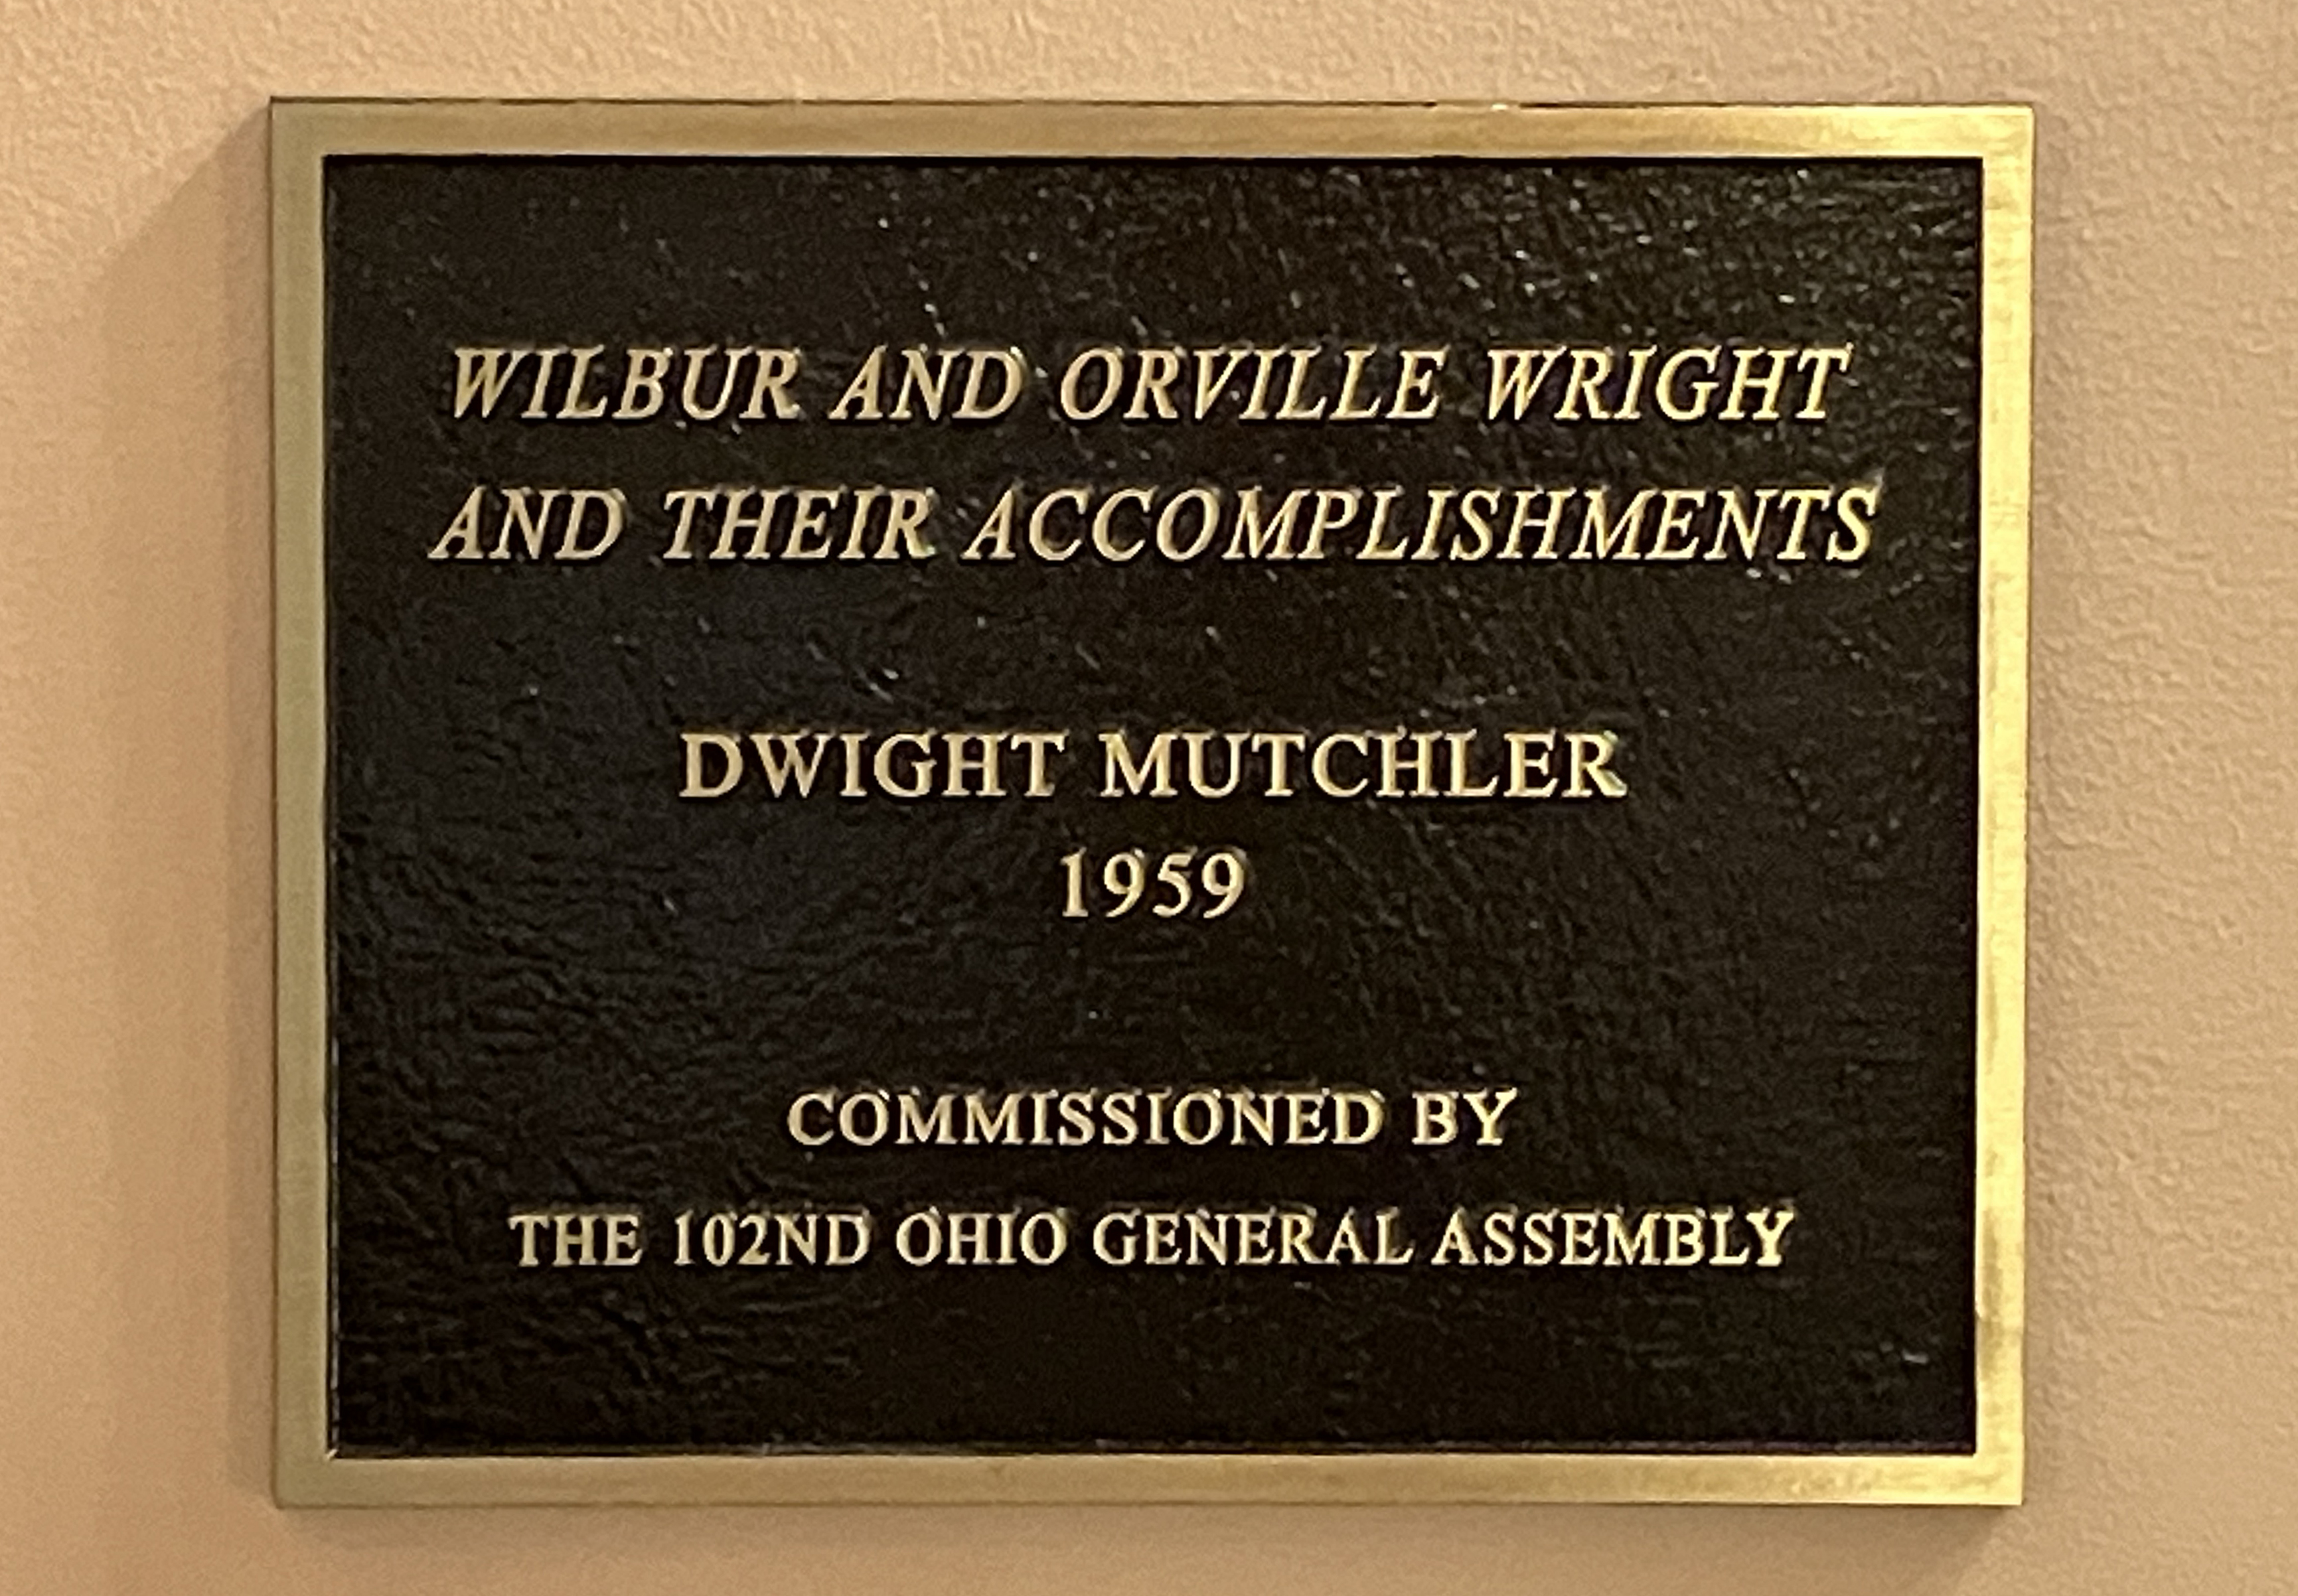 WILBUR AND ORVILLE WRIGHT
AND THEIR ACCOMPLISHMENTS
DWIGHT MUTCHLER
1959
COMMISSIONED BY
THE 102ND OHIO GENERAL ASSEMBLY